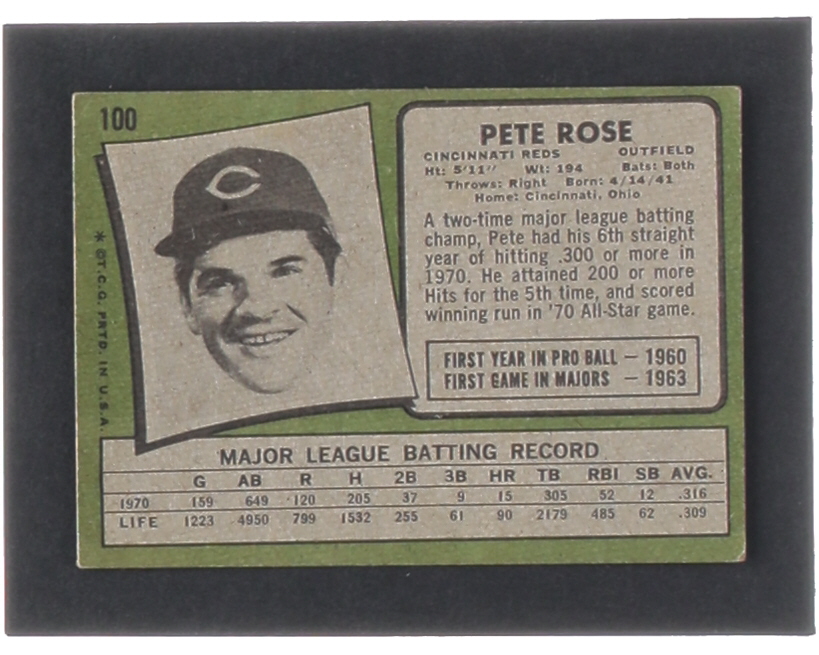 100
PETE ROSE
CINCINNATI REDS OUTFIELD
Ht: 5'11" Wt: 194 Bats: Both
Throws: Right Born: 4/14/41
Home: Cincinnati, Ohio
A two-time major league batting
champ, Pete had his 6th straight
year of hitting .300 or more in
1970. He attained 200 or more
Hits for the 5th time, and scored
winning run in '70 All-Star game.
FIRST YEAR IN PRO BALL — 1960
FIRST GAME IN MAJORS — 1963
* ©T.C.G. PRTD. IN U.S.A.
C
MAJOR LEAGUE BATTING RECORD
G AB R H 2B 3B HR TB RBI SB AVG.
1970 159 649 120 205 37 9 15 305 52 12 .316
LIFE 1223 4950 799 1532 255 61 90 2179 485 62 .309